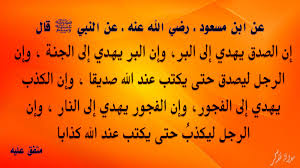 عن ابن مسعود ، رضي الله عنه ، عن النبي ﷺ قال
إن الصدق يهدي إلى البر، وإن البر يهدي إلى الجنة ، وإن
الرجل ليصدق حتى يكتب عند الله صديقا ، وإن الكذب
يهدي إلى الفجور، وإن الفجور يهدي إلى النار ، وإن
الرجل ليكذبُ حتى يكتب عند الله كذابا
متفق عليه